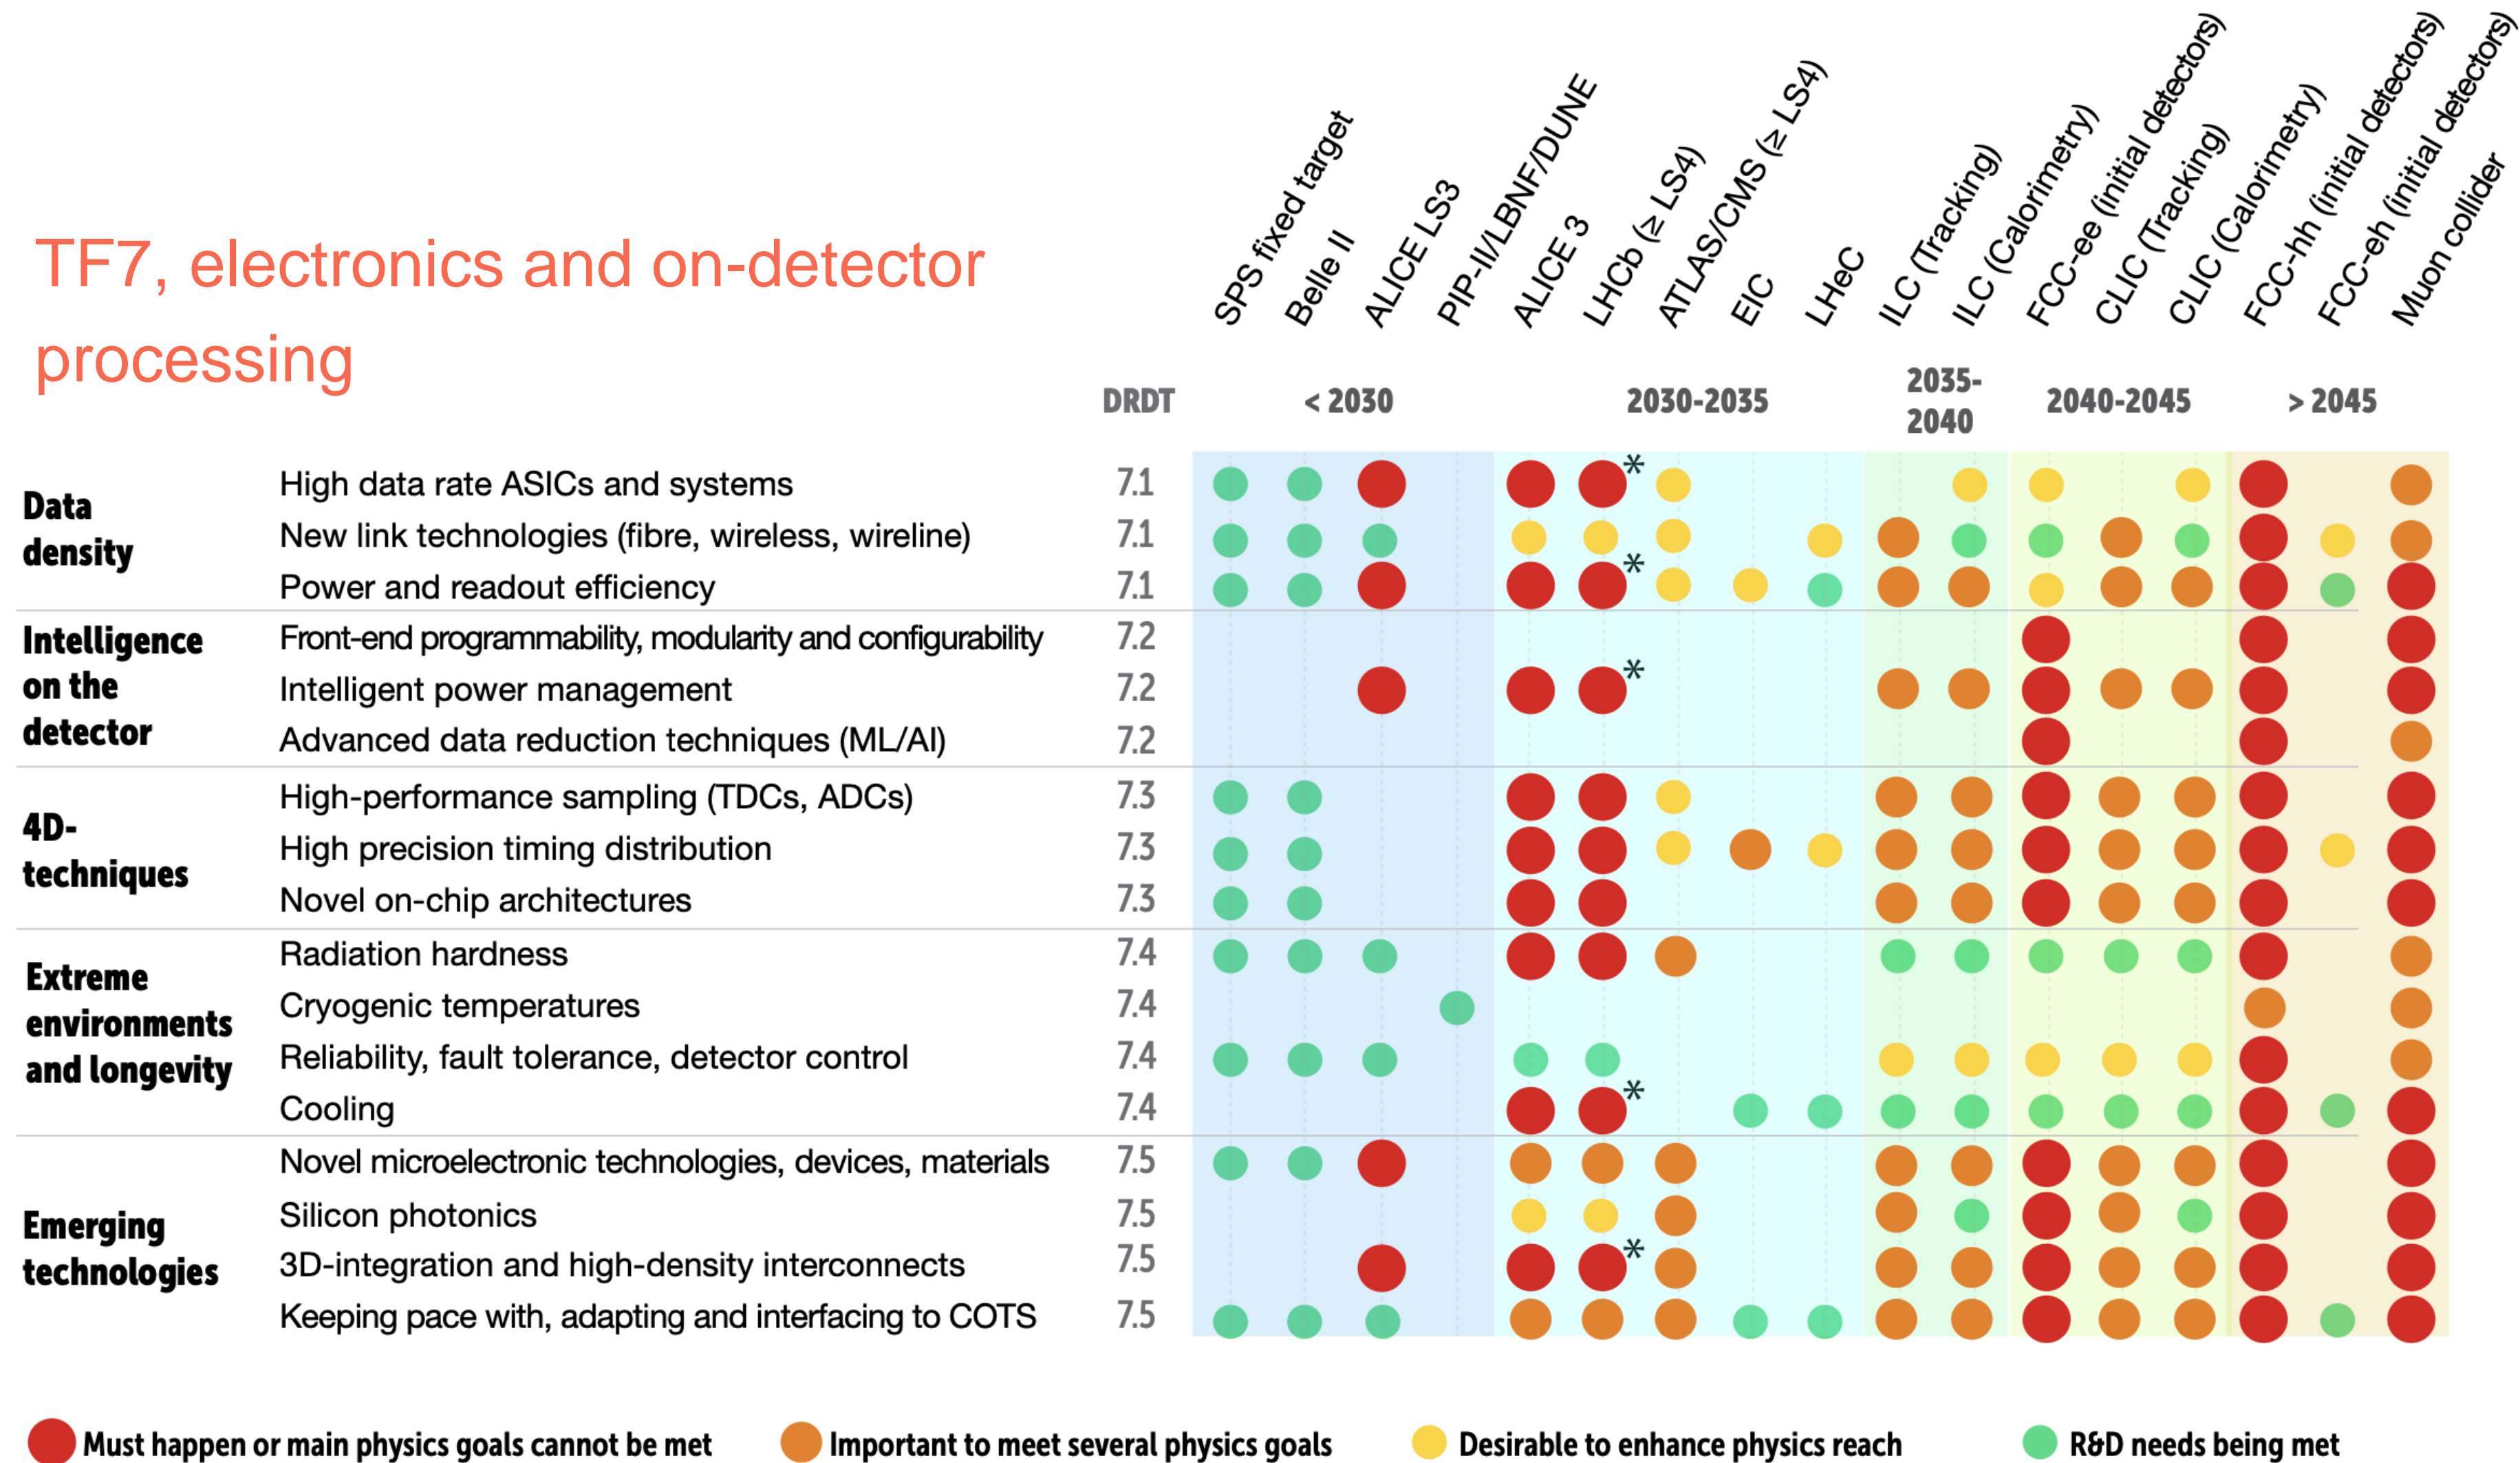 TF7, electronics and on-detector
processing
SPS fixed target
Belle II
ALICE LS3
PIP-II/LBNF/DUNE
ALICE 3
LHCb (≥ LS4)
ATLAS/CMS (≥ LS4)
EIC
LHeC
ILC (Tracking)
ILC (Calorimetry)
FCC-ee (initial detectors)
CLIC (Tracking)
CLIC (Calorimetry)
FCC-hh (initial detectors)
FCC-eh (initial detectors)
Muon collider
DRDT
< 2030
2030-2035
2035-
2040
2040-2045
> 2045
Data
density
High data rate ASICs and systems 7.1 *
New link technologies (fibre, wireless, wireline) 7.1
Power and readout efficiency 7.1 *
Intelligence
on the
detector
Front-end programmability, modularity and configurability 7.2
Intelligent power management 7.2 *
Advanced data reduction techniques (ML/AI) 7.2
4D-
techniques
High-performance sampling (TDCs, ADCs) 7.3
High precision timing distribution 7.3
Novel on-chip architectures 7.3
Extreme
environments
and longevity
Radiation hardness 7.4
Cryogenic temperatures 7.4
Reliability, fault tolerance, detector control 7.4
Cooling 7.4 *
Emerging
technologies
Novel microelectronic technologies, devices, materials 7.5
Silicon photonics 7.5
3D-integration and high-density interconnects 7.5 *
Keeping pace with, adapting and interfacing to COTS 7.5
Must happen or main physics goals cannot be met
Important to meet several physics goals
Desirable to enhance physics reach
R&D needs being met